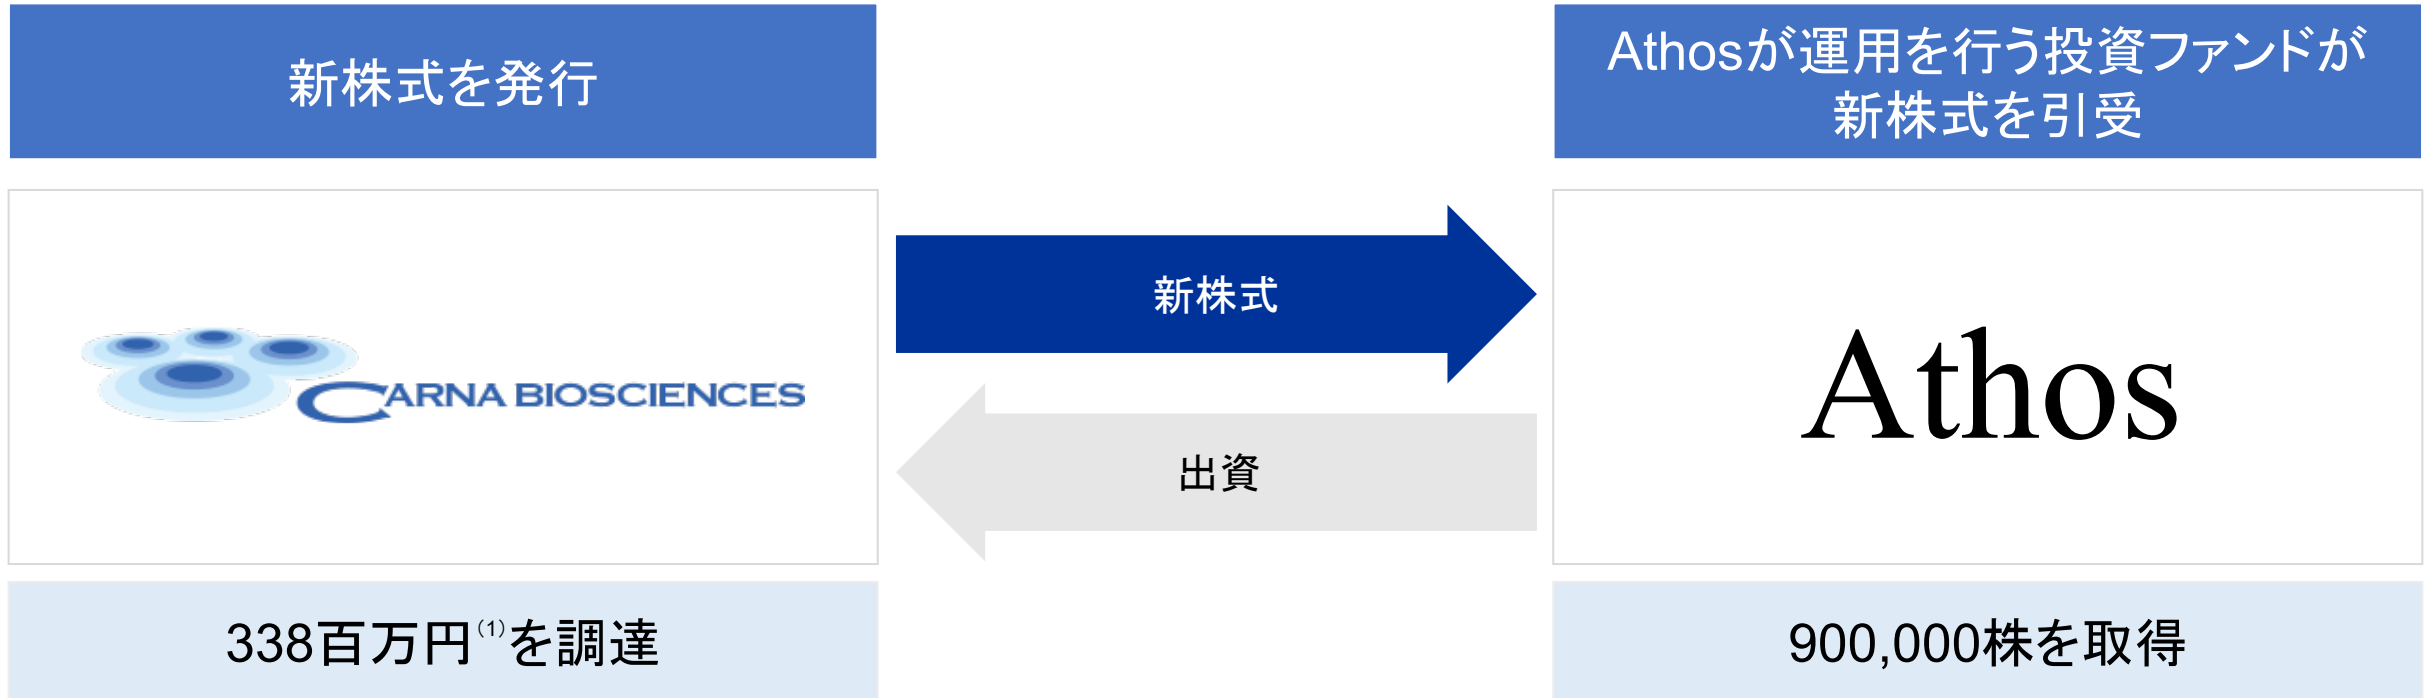 新株式を発行
Athosが運用を行う投資ファンドが
新株式を引受
新株式
CARNA BIOSCIENCES
Athos
出資
338百万円(1)を調達
900,000株を取得